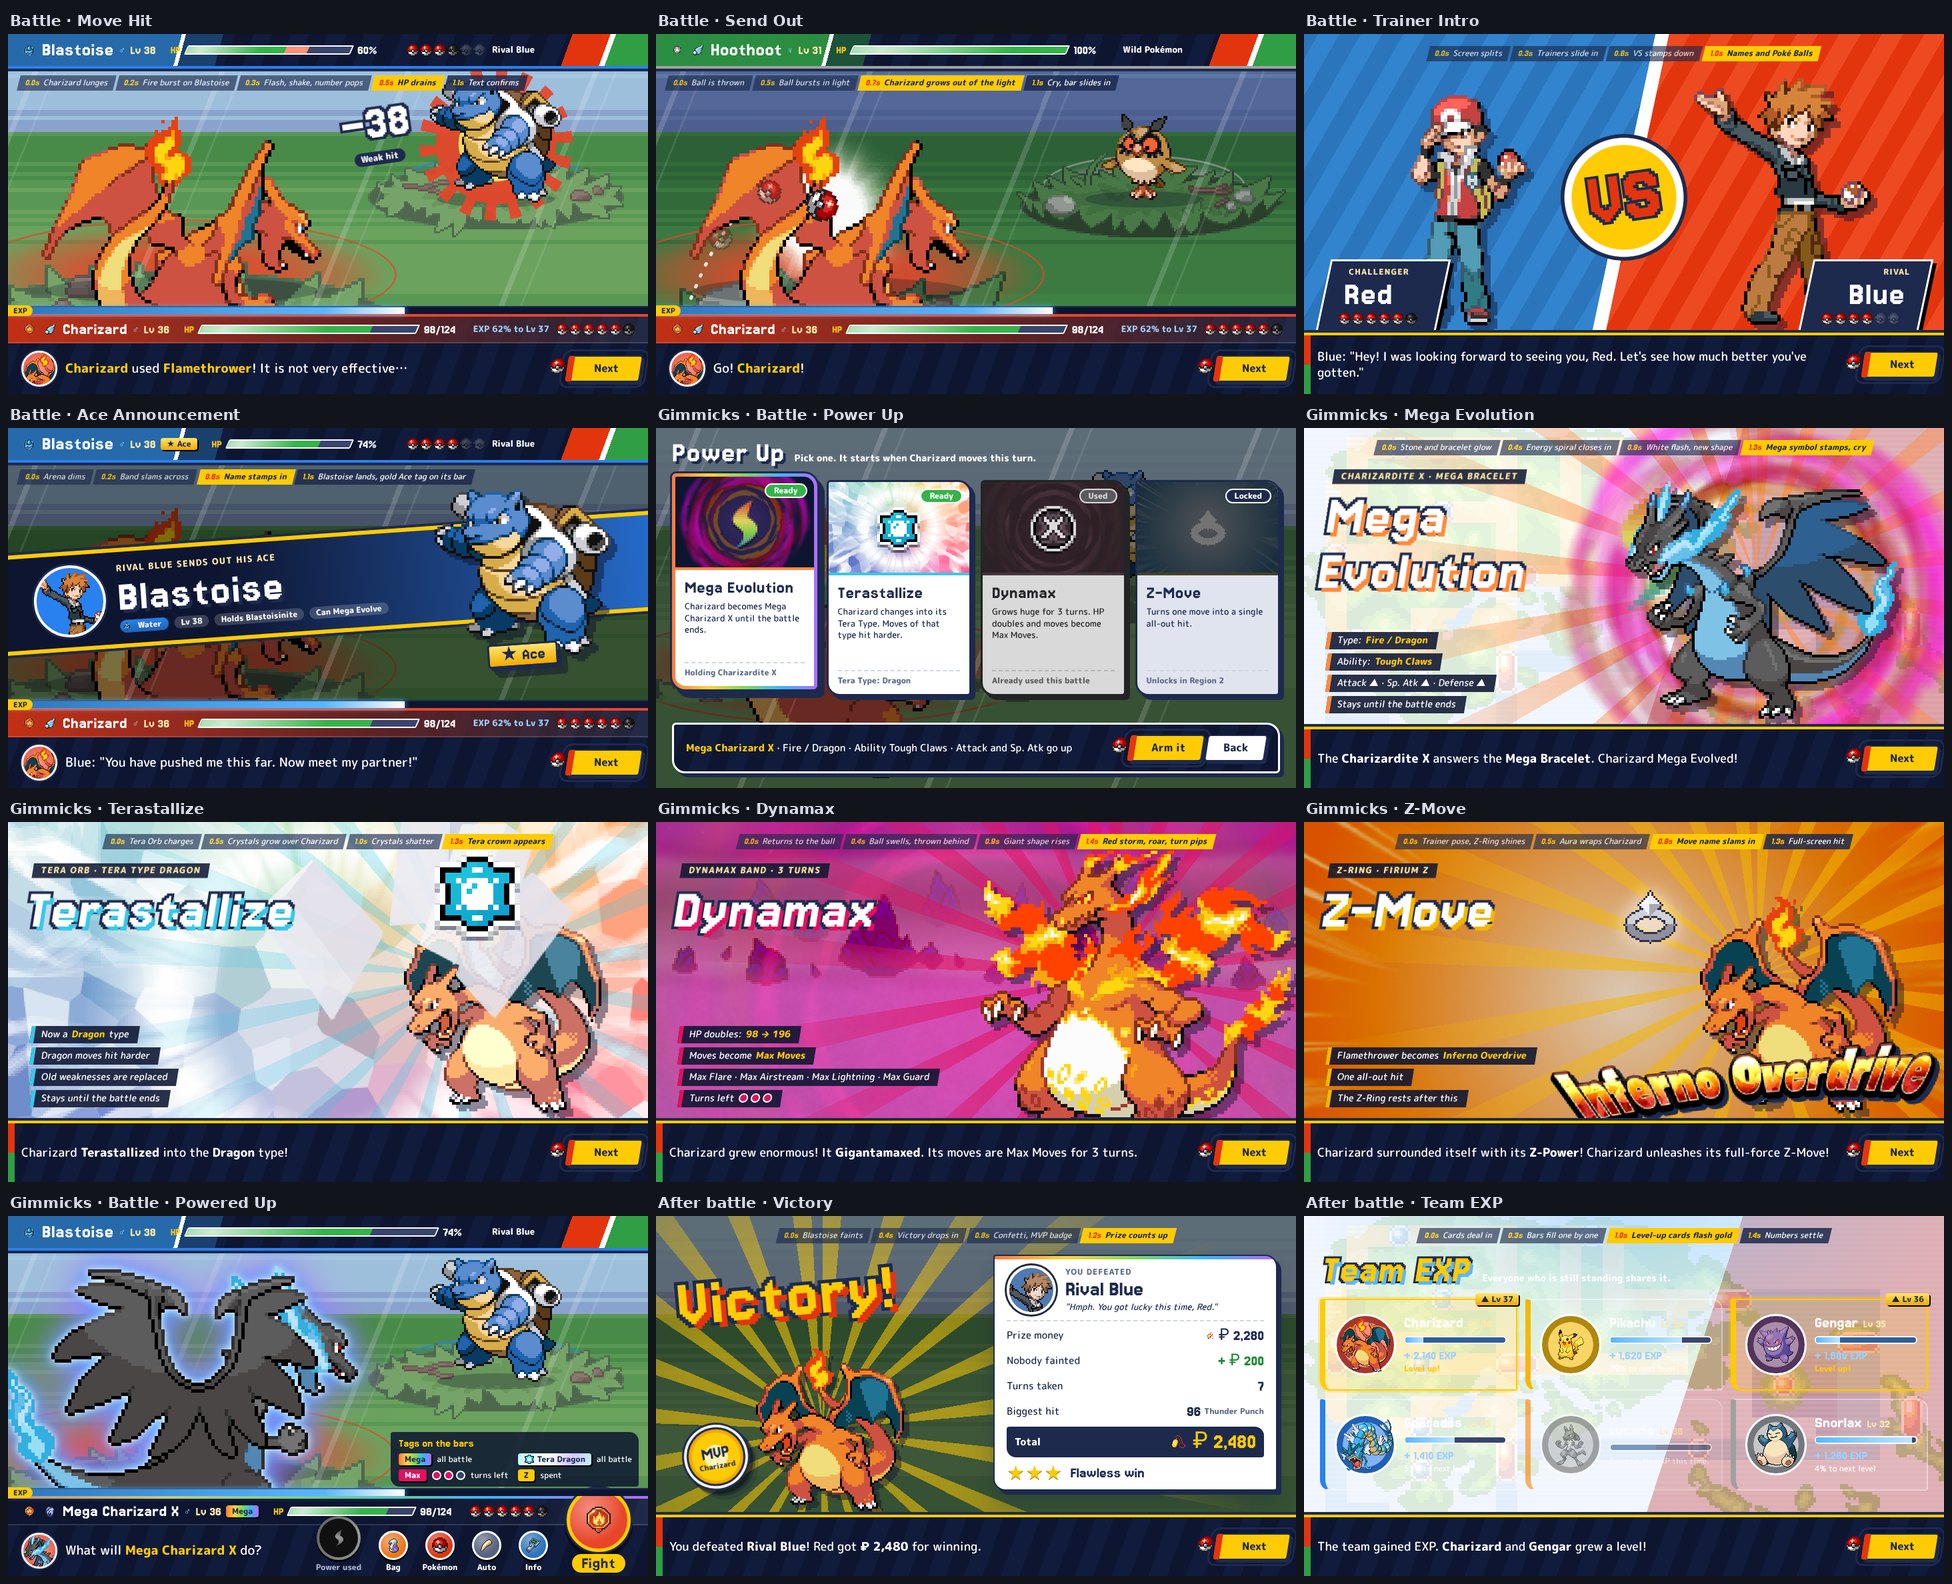 Battle · Move Hit
Blastoise ♂ Lv 38 HP 60% Rival Blue
0.0s Charizard lunges 0.2s Fire burst on Blastoise 0.3s Flash, shake, number pops 0.5s HP drains 1.1s Text confirms
-38
Weak hit
EXP
Charizard ♂ Lv 36 HP 98/124 EXP 62% to Lv 37
Charizard used Flamethrower! It is not very effective…
Next
Battle · Send Out
Hoothoot ♀ Lv 31 HP 100% Wild Pokémon
0.0s Ball is thrown 0.5s Ball bursts in light 0.7s Charizard grows out of the light 1.1s Cry, bar slides in
EXP
Charizard ♂ Lv 36 HP 98/124 EXP 62% to Lv 37
Go! Charizard!
Next
Battle · Trainer Intro
0.0s Screen splits 0.3s Trainers slide in 0.8s VS stamps down 1.0s Names and Poké Balls
VS
CHALLENGER
Red
RIVAL
Blue
Blue: "Hey! I was looking forward to seeing you, Red. Let's see how much better you've
gotten."
Next
Battle · Ace Announcement
Blastoise ♂ Lv 38 ★ Ace HP 74% Rival Blue
0.0s Arena dims 0.2s Band slams across 0.6s Name stamps in 1.1s Blastoise lands, gold Ace tag on its bar
RIVAL BLUE SENDS OUT HIS ACE
Blastoise
Water Lv 38 Holds Blastoisinite Can Mega Evolve
★ Ace
EXP
Charizard ♂ Lv 36 HP 98/124 EXP 62% to Lv 37
Blue: "You have pushed me this far. Now meet my partner!"
Next
Gimmicks · Battle · Power Up
Power Up Pick one. It starts when Charizard moves this turn.
Ready
Mega Evolution
Charizard becomes Mega
Charizard X until the battle
ends.
Holding Charizardite X
Ready
Terastallize
Charizard changes into its
Tera Type. Moves of that
type hit harder.
Tera Type: Dragon
Used
Dynamax
Grows huge for 3 turns. HP
doubles and moves become
Max Moves.
Already used this battle
Locked
Z-Move
Turns one move into a single
all-out hit.
Unlocks in Region 2
Mega Charizard X · Fire / Dragon · Ability Tough Claws · Attack and Sp. Atk go up
Arm it
Back
Gimmicks · Mega Evolution
0.0s Stone and bracelet glow 0.4s Energy spiral closes in 0.9s White flash, new shape 1.3s Mega symbol stamps, cry
CHARIZARDITE X · MEGA BRACELET
Mega
Evolution
Type: Fire / Dragon
Ability: Tough Claws
Attack ▲ · Sp. Atk ▲ · Defense ▲
Stays until the battle ends
The Charizardite X answers the Mega Bracelet. Charizard Mega Evolved!
Next
Gimmicks · Terastallize
0.0s Tera Orb charges 0.5s Crystals grow over Charizard 1.0s Crystals shatter 1.3s Tera crown appears
TERA ORB · TERA TYPE DRAGON
Terastallize
Now a Dragon type
Dragon moves hit harder
Old weaknesses are replaced
Stays until the battle ends
Charizard Terastallized into the Dragon type!
Next
Gimmicks · Dynamax
0.0s Returns to the ball 0.4s Ball swells, thrown behind 0.9s Giant shape rises 1.4s Red storm, roar, turn pips
DYNAMAX BAND · 3 TURNS
Dynamax
HP doubles: 98 → 196
Moves become Max Moves
Max Flare · Max Airstream · Max Lightning · Max Guard
Turns left
Charizard grew enormous! It Gigantamaxed. Its moves are Max Moves for 3 turns.
Next
Gimmicks · Z-Move
0.0s Trainer pose, Z-Ring shines 0.5s Aura wraps Charizard 0.9s Move name slams in 1.3s Full-screen hit
Z-RING · FIRIUM Z
Z-Move
Flamethrower becomes Inferno Overdrive
One all-out hit
The Z-Ring rests after this
Inferno Overdrive
Charizard surrounded itself with its Z-Power! Charizard unleashes its full-force Z-Move!
Next
Gimmicks · Battle · Powered Up
Blastoise ♂ Lv 38 HP 74% Rival Blue
Tags on the bars
Mega all battle Tera Dragon all battle
Max turns left Z spent
EXP
Mega Charizard X ♂ Lv 36 Mega HP 98/124
What will Mega Charizard X do?
Power used
Bag
Pokémon
Auto
Info
Fight
After battle · Victory
0.0s Blastoise faints 0.4s Victory drops in 0.8s Confetti, MVP badge 1.2s Prize counts up
Victory!
MVP
Charizard
YOU DEFEATED
Rival Blue
"Hmph. You got lucky this time, Red."
Prize money ₽ 2,280
Nobody fainted + ₽ 200
Turns taken 7
Biggest hit 96 Thunder Punch
Total ₽ 2,480
★★★ Flawless win
You defeated Rival Blue! Red got ₽ 2,480 for winning.
Next
After battle · Team EXP
0.0s Cards deal in 0.3s Bars fill one by one 1.0s Level-up cards flash gold 1.4s Numbers settle
Team EXP Everyone who is still standing shares it.
▲ Lv 37
Charizard
+ 2,140 EXP
Level up!
Pikachu
+ 1,620 EXP
▲ Lv 36
Gengar Lv 35
Level up!
Gyarados
+ 1,410 EXP
Snorlax Lv 32
+ 1,260 EXP
4% to next level
The team gained EXP. Charizard and Gengar grew a level!
Next